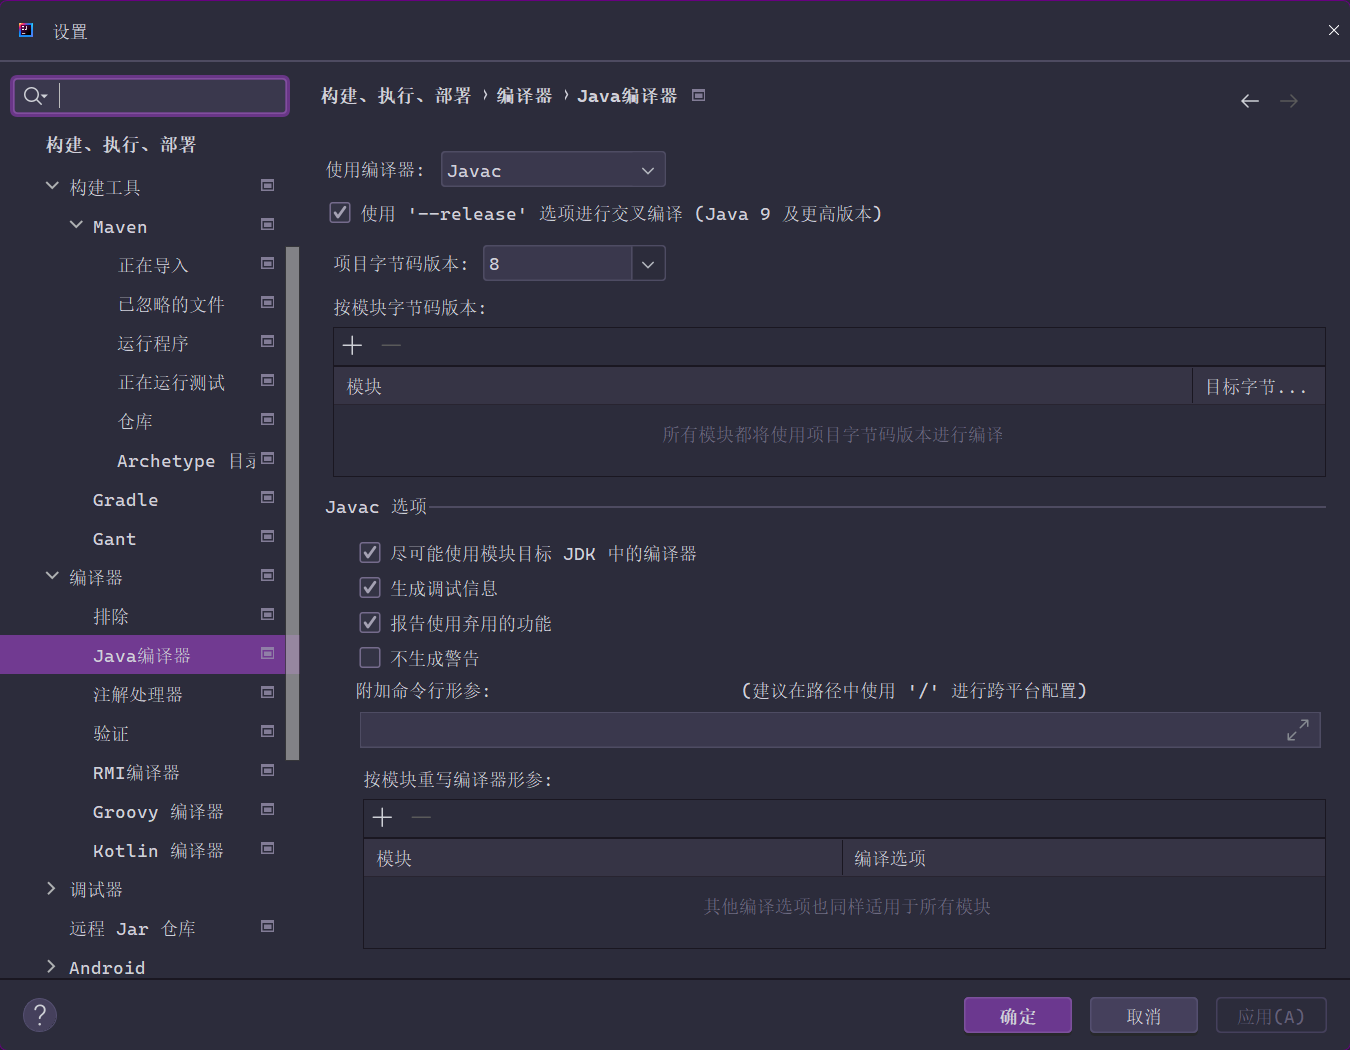 设置
构建、执行、部署
构建工具
Maven
正在导入
已忽略的文件
运行程序
正在运行测试
仓库
Archetype 目录
Gradle
Gant
编译器
排除
Java编译器
注解处理器
验证
RMI编译器
Groovy 编译器
Kotlin 编译器
调试器
远程 Jar 仓库
Android
构建、执行、部署 › 编译器 › Java编译器
使用编译器: Javac
使用 '--release' 选项进行交叉编译 (Java 9 及更高版本)
项目字节码版本: 8
按模块字节码版本:
模块 目标字节...
所有模块都将使用项目字节码版本进行编译
Javac 选项
尽可能使用模块目标 JDK 中的编译器
生成调试信息
报告使用弃用的功能
不生成警告
附加命令行形参: (建议在路径中使用 '/' 进行跨平台配置)
按模块重写编译器形参:
模块 编译选项
其他编译选项也同样适用于所有模块
? 确定 取消 应用(A)